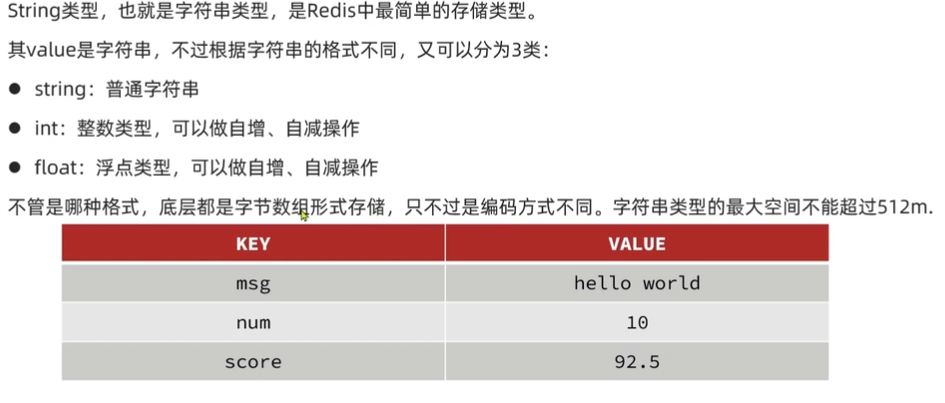 String类型，也就是字符串类型，是Redis中最简单的存储类型。
其value是字符串，不过根据字符串的格式不同，又可以分为3类：
● string：普通字符串
● int：整数类型，可以做自增、自减操作
● float：浮点类型，可以做自增、自减操作
不管是哪种格式，底层都是字节数组形式存储，只不过是编码方式不同。字符串类型的最大空间不能超过512m.
KEY VALUE
msg hello world
num 10
score 92.5